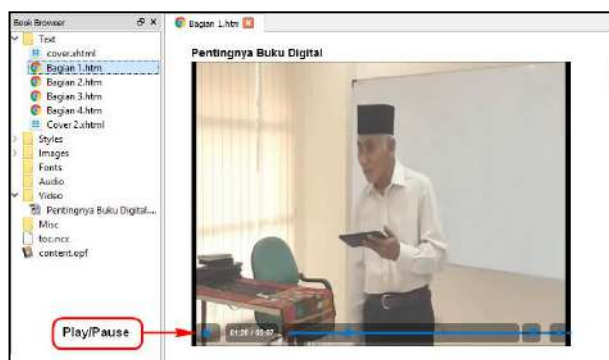 Book Browser
Text
cover.xhtml
Bagian 1.htm
Bagian 2.htm
Bagian 3.htm
Bagian 4.htm
Cover 2.xhtml
Styles
Images
Fonts
Audio
Video
Pentingnya Buku Digital....
Misc
toc.ncx
content.opf
Bagian 1.htm
Pentingnya Buku Digital
Play/Pause